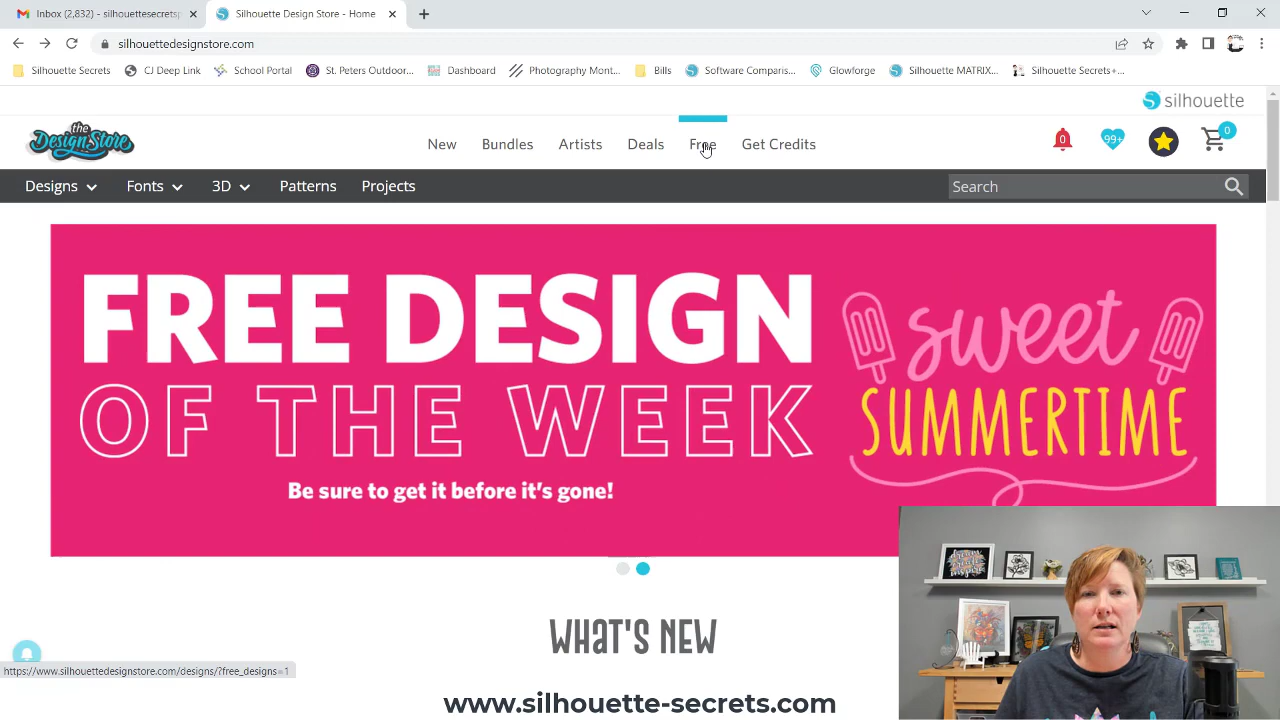 Inbox (2,832) - silhouettesecrets
Silhouette Design Store - Home
silhouettedesignstore.com
Silhouette Secrets
CJ Deep Link
School Portal
St. Peters Outdoor...
Dashboard
Photography Mont...
Bills
Software Comparis...
Glowforge
Silhouette MATRIX...
Silhouette Secrets+...
silhouette
the Design Store
New
Bundles
Artists
Deals
Free
Get Credits
0
99+
0
Designs
Fonts
3D
Patterns
Projects
Search
FREE DESIGN
OF THE WEEK
Be sure to get it before it's gone!
sweet
SUMMERTIME
WHAT'S NEW
https://www.silhouettedesignstore.com/designs/?free_designs=1
www.silhouette-secrets.com